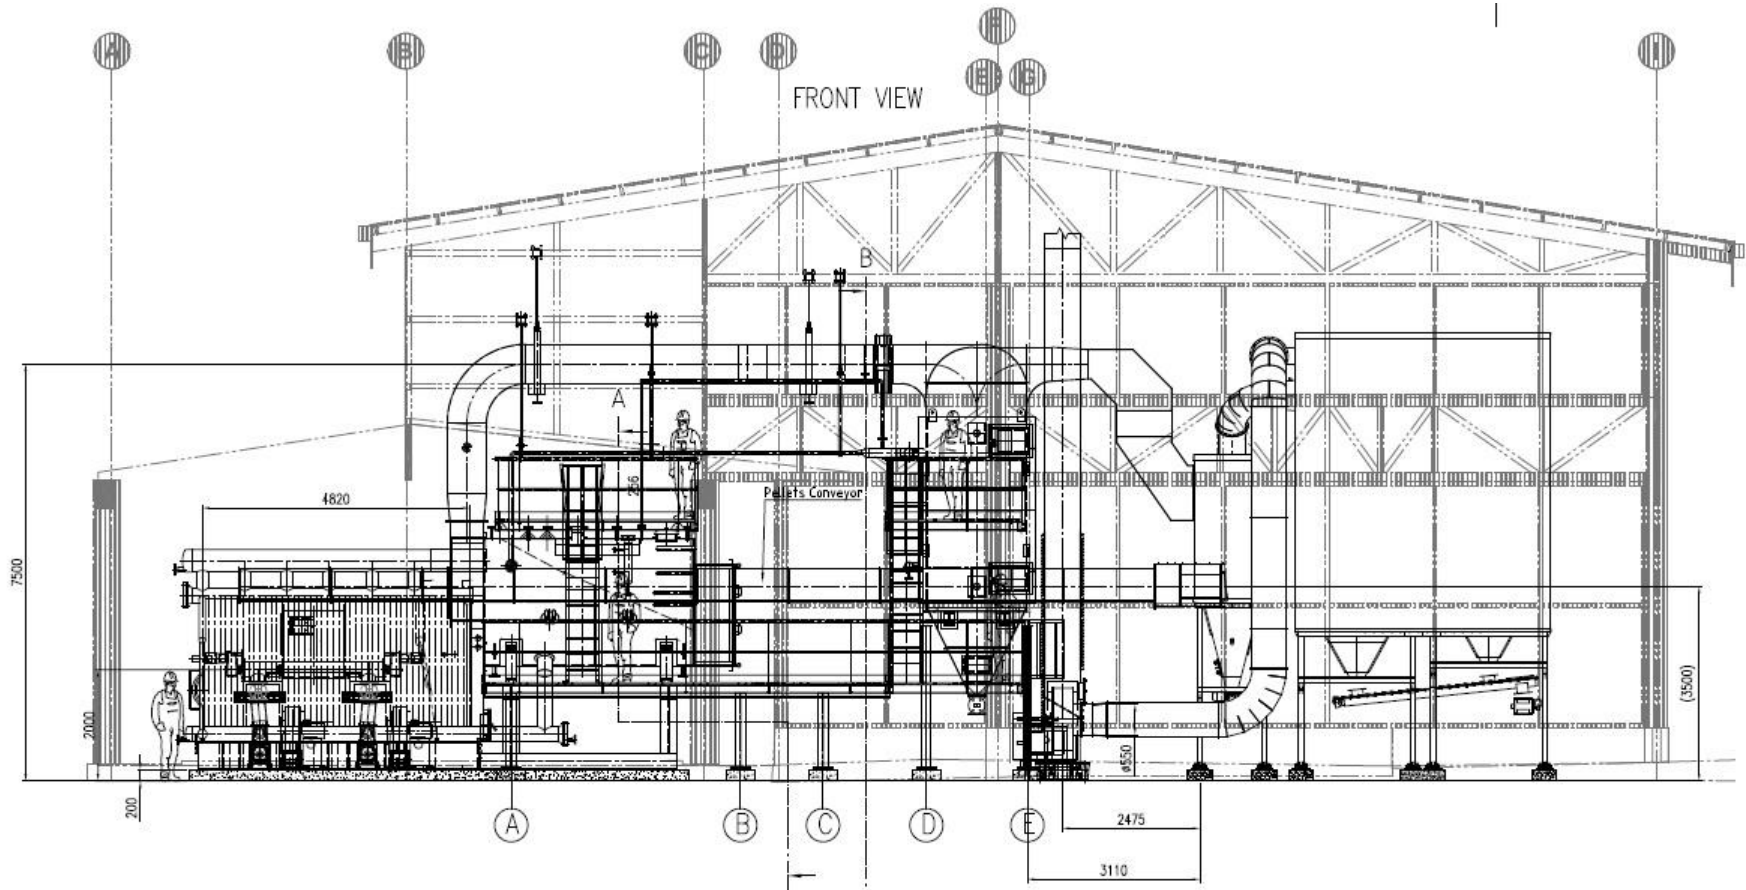 F
A
B
C
D
E
G
I
FRONT VIEW
B
A
256
Pellets Conveyor
4820
7500
(3500)
2000
ø550
200
A
B
C
D
E
2475
3110